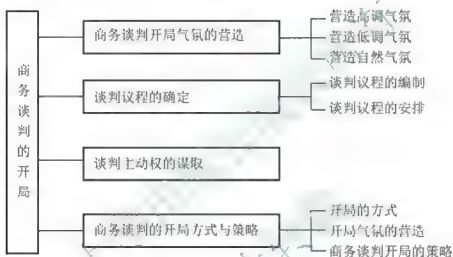 商务谈判的开局
商务谈判开局气氛的营造
营造高调气氛
营造低调气氛
营造自然气氛
谈判议程的确定
谈判议程的编制
谈判议程的安排
谈判主动权的谋取
商务谈判的开局方式与策略
开局的方式
开局气氛的营造
商务谈判开局的策略